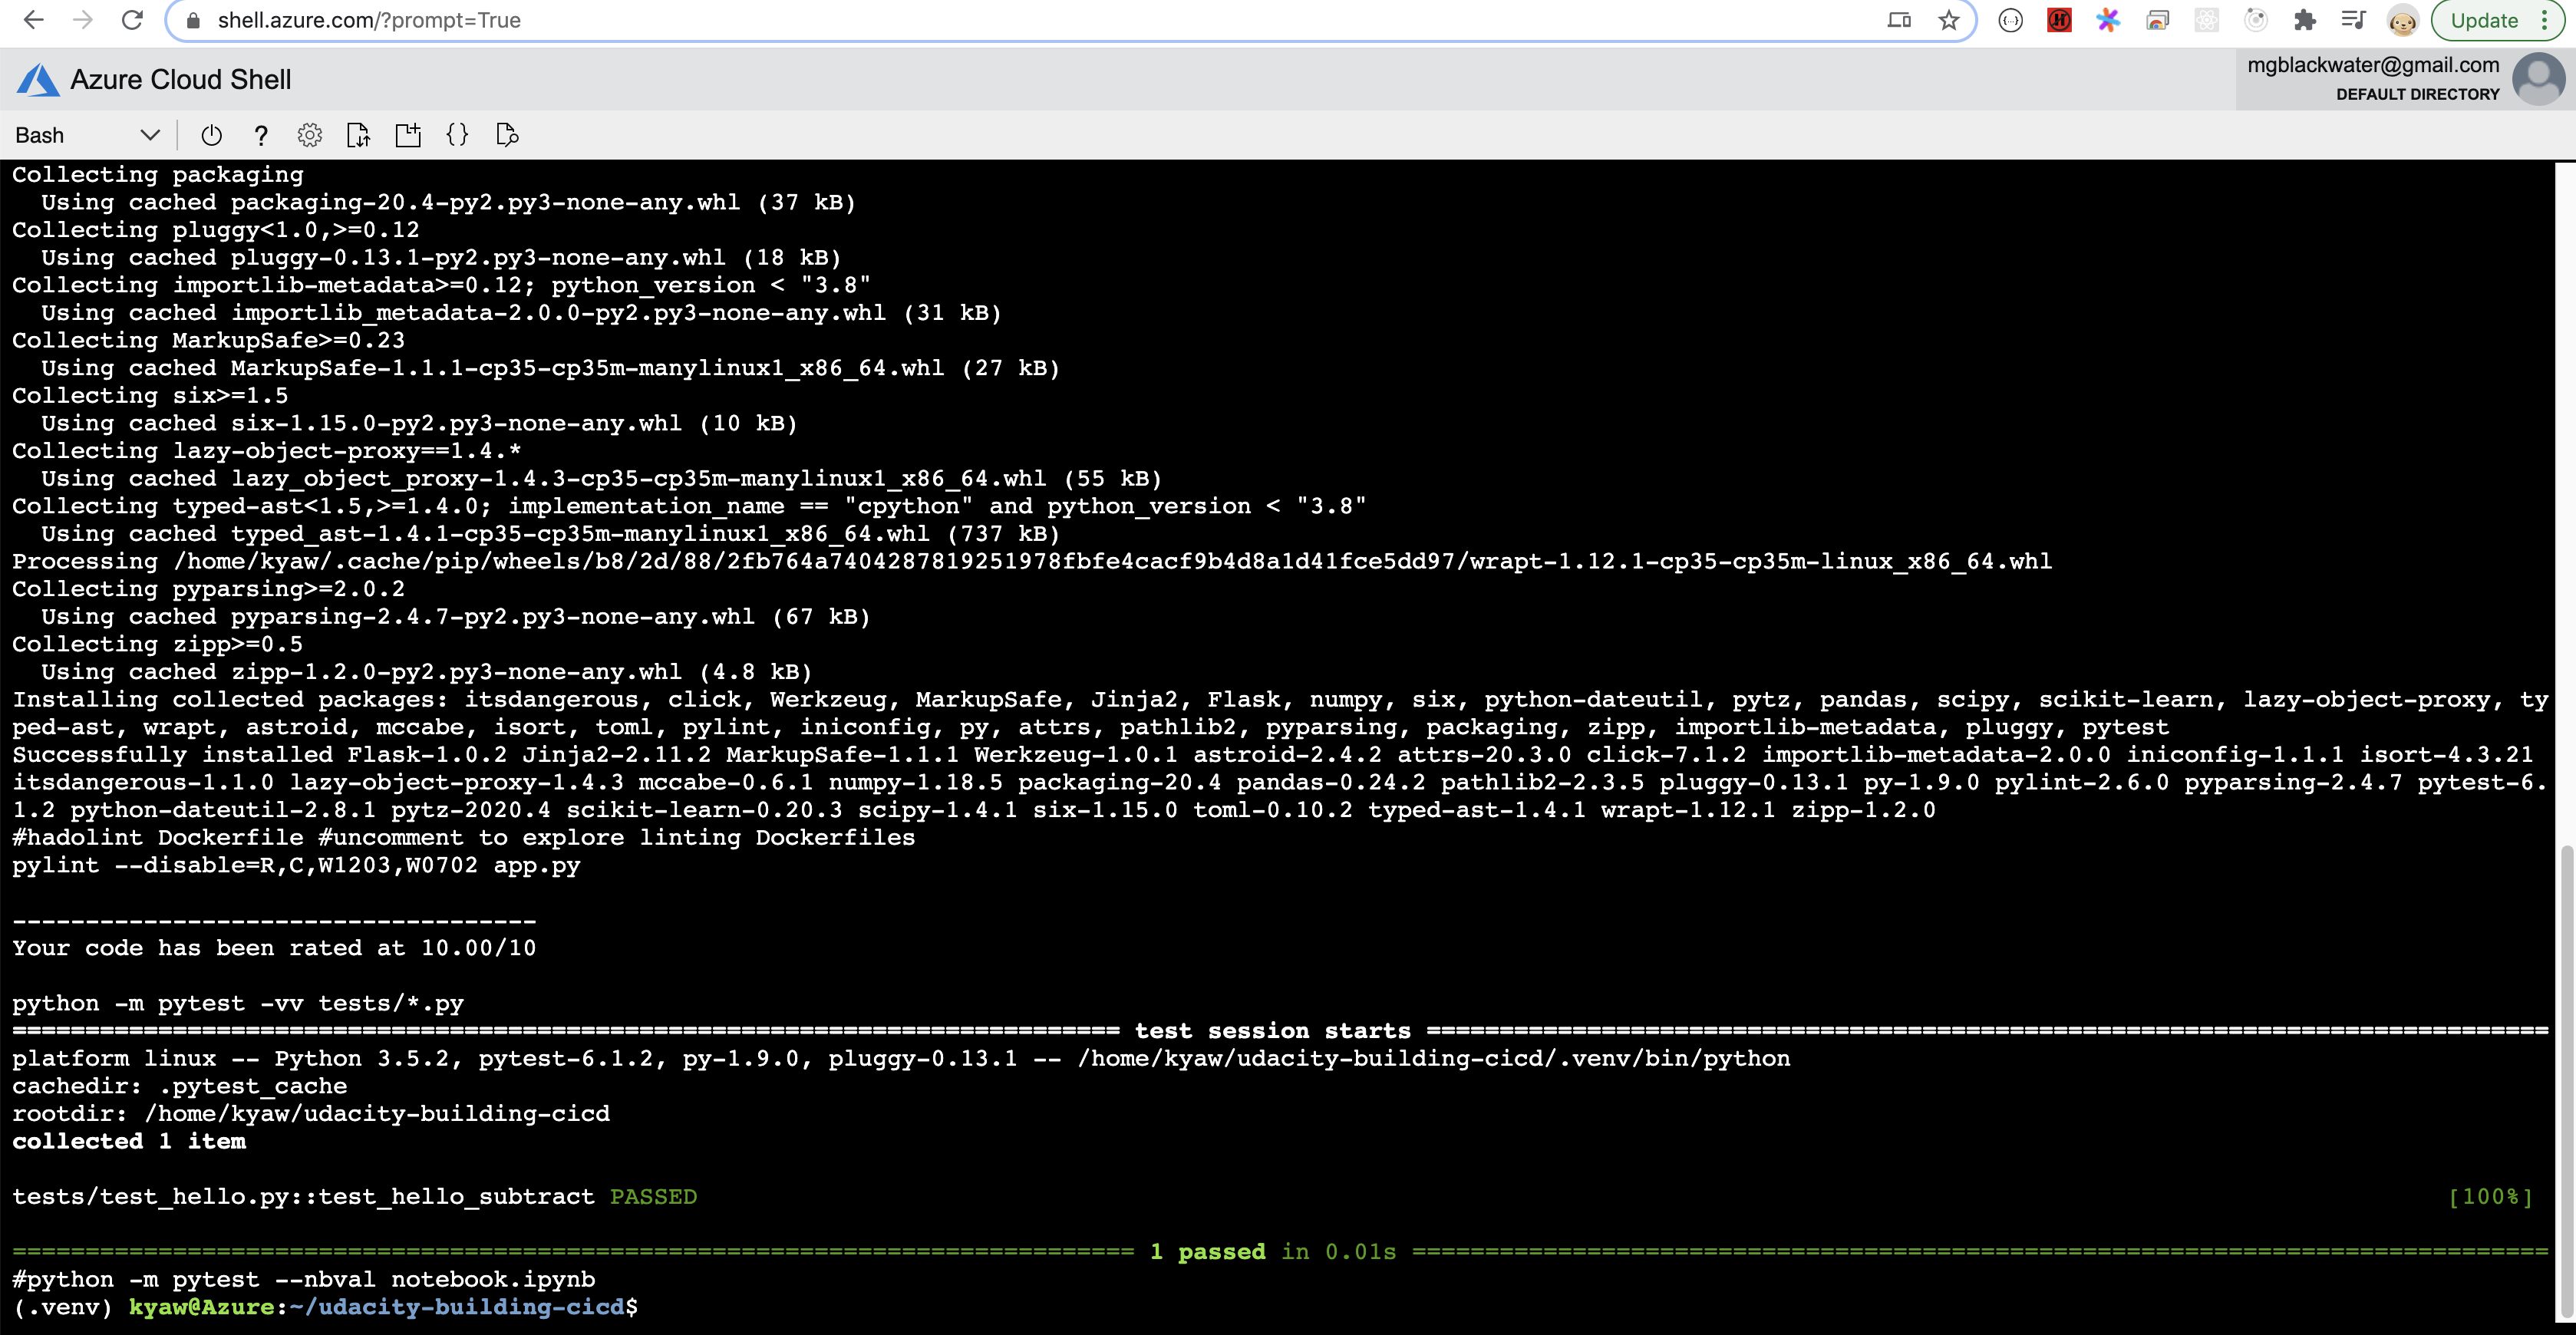 shell.azure.com/?prompt=True
Update
Azure Cloud Shell
mgblackwater@gmail.com
DEFAULT DIRECTORY
Bash
Collecting packaging
  Using cached packaging-20.4-py2.py3-none-any.whl (37 kB)
Collecting pluggy<1.0,>=0.12
  Using cached pluggy-0.13.1-py2.py3-none-any.whl (18 kB)
Collecting importlib-metadata>=0.12; python_version < "3.8"
  Using cached importlib_metadata-2.0.0-py2.py3-none-any.whl (31 kB)
Collecting MarkupSafe>=0.23
  Using cached MarkupSafe-1.1.1-cp35-cp35m-manylinux1_x86_64.whl (27 kB)
Collecting six>=1.5
  Using cached six-1.15.0-py2.py3-none-any.whl (10 kB)
Collecting lazy-object-proxy==1.4.*
  Using cached lazy_object_proxy-1.4.3-cp35-cp35m-manylinux1_x86_64.whl (55 kB)
Collecting typed-ast<1.5,>=1.4.0; implementation_name == "cpython" and python_version < "3.8"
  Using cached typed_ast-1.4.1-cp35-cp35m-manylinux1_x86_64.whl (737 kB)
Processing /home/kyaw/.cache/pip/wheels/b8/2d/88/2fb764a7404287819251978fbfe4cacf9b4d8a1d41fce5dd97/wrapt-1.12.1-cp35-cp35m-linux_x86_64.whl
Collecting pyparsing>=2.0.2
  Using cached pyparsing-2.4.7-py2.py3-none-any.whl (67 kB)
Collecting zipp>=0.5
  Using cached zipp-1.2.0-py2.py3-none-any.whl (4.8 kB)
Installing collected packages: itsdangerous, click, Werkzeug, MarkupSafe, Jinja2, Flask, numpy, six, python-dateutil, pytz, pandas, scipy, scikit-learn, lazy-object-proxy, ty
ped-ast, wrapt, astroid, mccabe, isort, toml, pylint, iniconfig, py, attrs, pathlib2, pyparsing, packaging, zipp, importlib-metadata, pluggy, pytest
Successfully installed Flask-1.0.2 Jinja2-2.11.2 MarkupSafe-1.1.1 Werkzeug-1.0.1 astroid-2.4.2 attrs-20.3.0 click-7.1.2 importlib-metadata-2.0.0 iniconfig-1.1.1 isort-4.3.21
itsdangerous-1.1.0 lazy-object-proxy-1.4.3 mccabe-0.6.1 numpy-1.18.5 packaging-20.4 pandas-0.24.2 pathlib2-2.3.5 pluggy-0.13.1 py-1.9.0 pylint-2.6.0 pyparsing-2.4.7 pytest-6.
1.2 python-dateutil-2.8.1 pytz-2020.4 scikit-learn-0.20.3 scipy-1.4.1 six-1.15.0 toml-0.10.2 typed-ast-1.4.1 wrapt-1.12.1 zipp-1.2.0
#hadolint Dockerfile #uncomment to explore linting Dockerfiles
pylint --disable=R,C,W1203,W0702 app.py
------------------------------------
Your code has been rated at 10.00/10
python -m pytest -vv tests/*.py
============================================================================ test session starts =============================================================================
platform linux -- Python 3.5.2, pytest-6.1.2, py-1.9.0, pluggy-0.13.1 -- /home/kyaw/udacity-building-cicd/.venv/bin/python
cachedir: .pytest_cache
rootdir: /home/kyaw/udacity-building-cicd
collected 1 item
tests/test_hello.py::test_hello_subtract PASSED [100%]
============================================================================= 1 passed in 0.01s ==============================================================================
#python -m pytest --nbval notebook.ipynb
(.venv) kyaw@Azure:~/udacity-building-cicd$